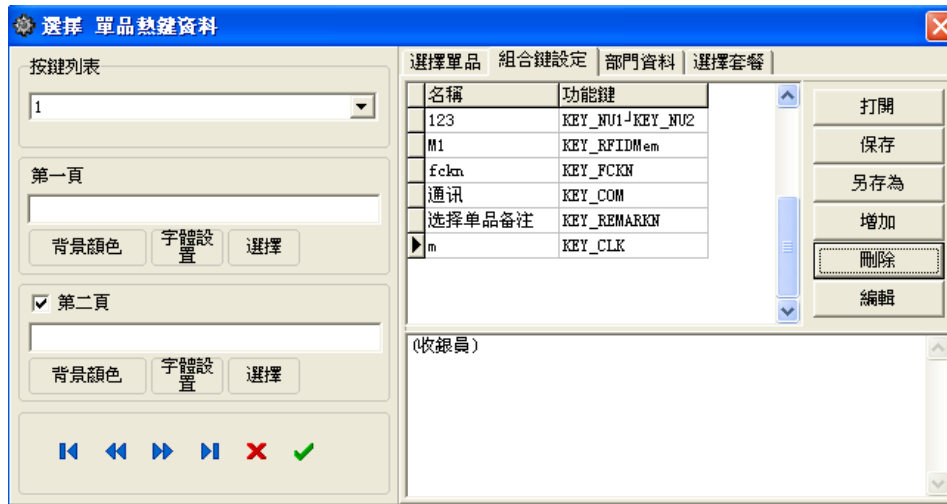 選擇 單品熱鍵資料
按鍵列表
1
第一頁
背景顏色 字體設置 選擇
第二頁
背景顏色 字體設置 選擇
選擇單品 組合鍵設定 部門資料 選擇套餐
名稱 功能鍵
123 KEY_NU1┘KEY_NU2
M1 KEY_RFIDMem
fckn KEY_FCKN
通讯 KEY_COM
选择单品备注 KEY_REMARKN
m KEY_CLK
打開
保存
另存為
增加
刪除
編輯
(收銀員)